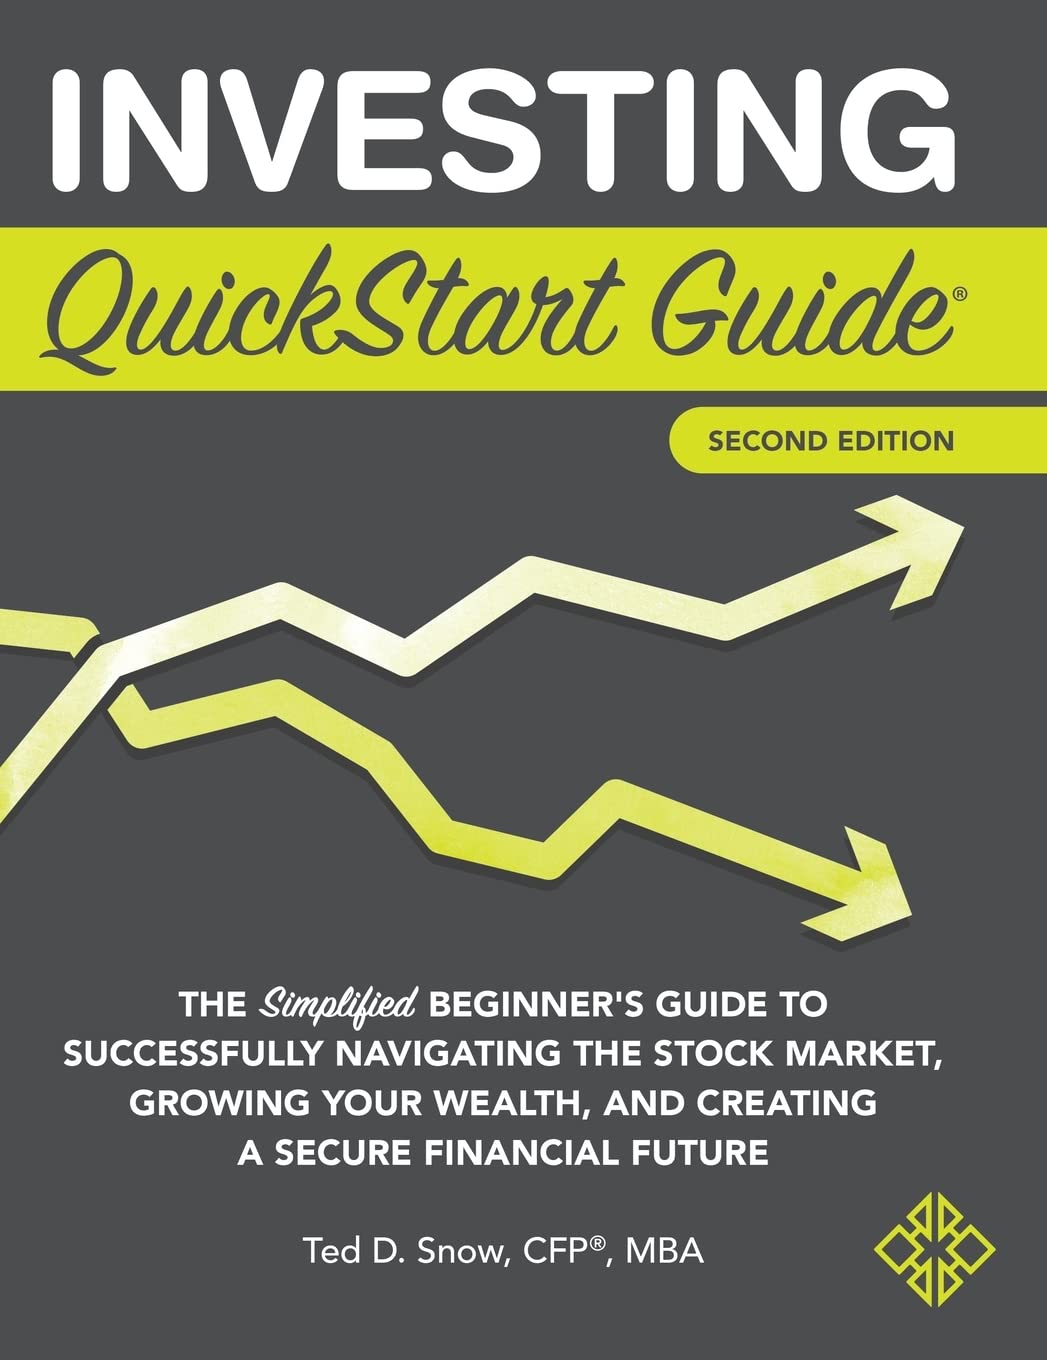 INVESTING
QuickStart Guide®
SECOND EDITION
THE Simplified BEGINNER'S GUIDE TO
SUCCESSFULLY NAVIGATING THE STOCK MARKET,
GROWING YOUR WEALTH, AND CREATING
A SECURE FINANCIAL FUTURE
Ted D. Snow, CFP®, MBA